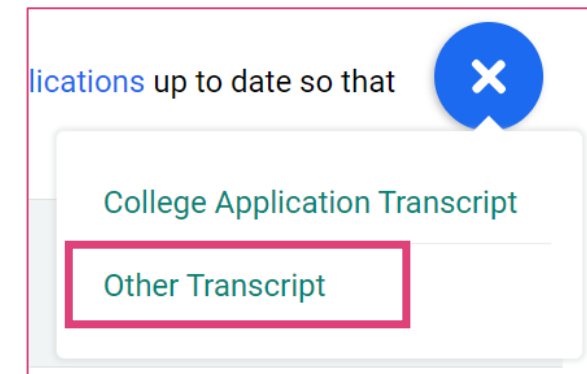 lications up to date so that
College Application Transcript
Other Transcript